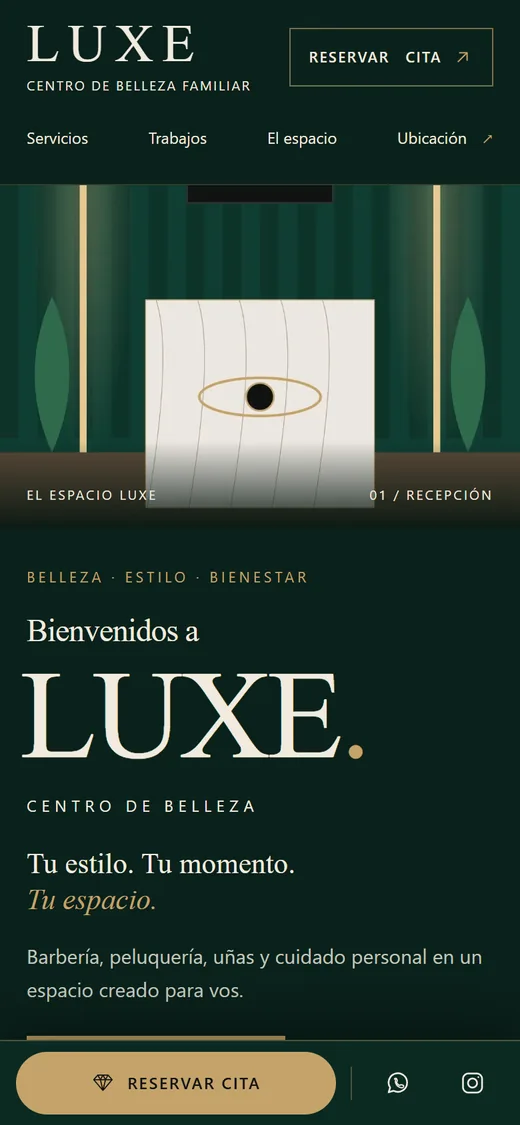 LUXE
CENTRO DE BELLEZA FAMILIAR
RESERVAR CITA ↗
Servicios
Trabajos
El espacio
Ubicación ↗
EL ESPACIO LUXE
01 / RECEPCIÓN
BELLEZA · ESTILO · BIENESTAR
Bienvenidos a
LUXE.
CENTRO DE BELLEZA
Tu estilo. Tu momento.
Tu espacio.
Barbería, peluquería, uñas y cuidado personal en un
espacio creado para vos.
RESERVAR CITA